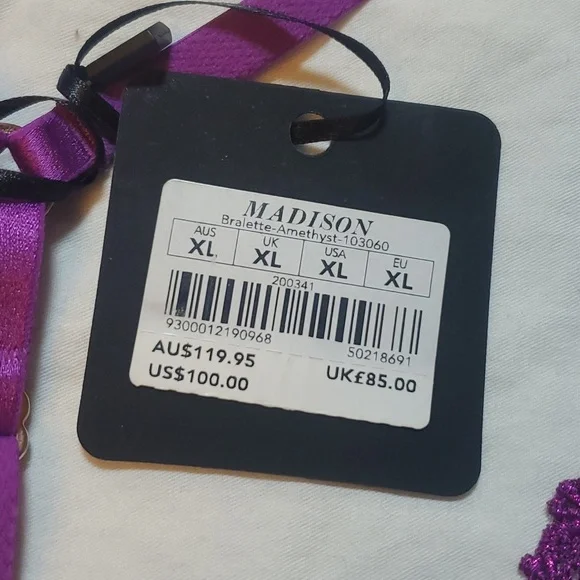 MADISON
Bralette-Amethyst-103060
AUS UK USA EU
XL XL XL XL
200341
9300012190968 50218691
AU$119.95
US$100.00 UK£85.00